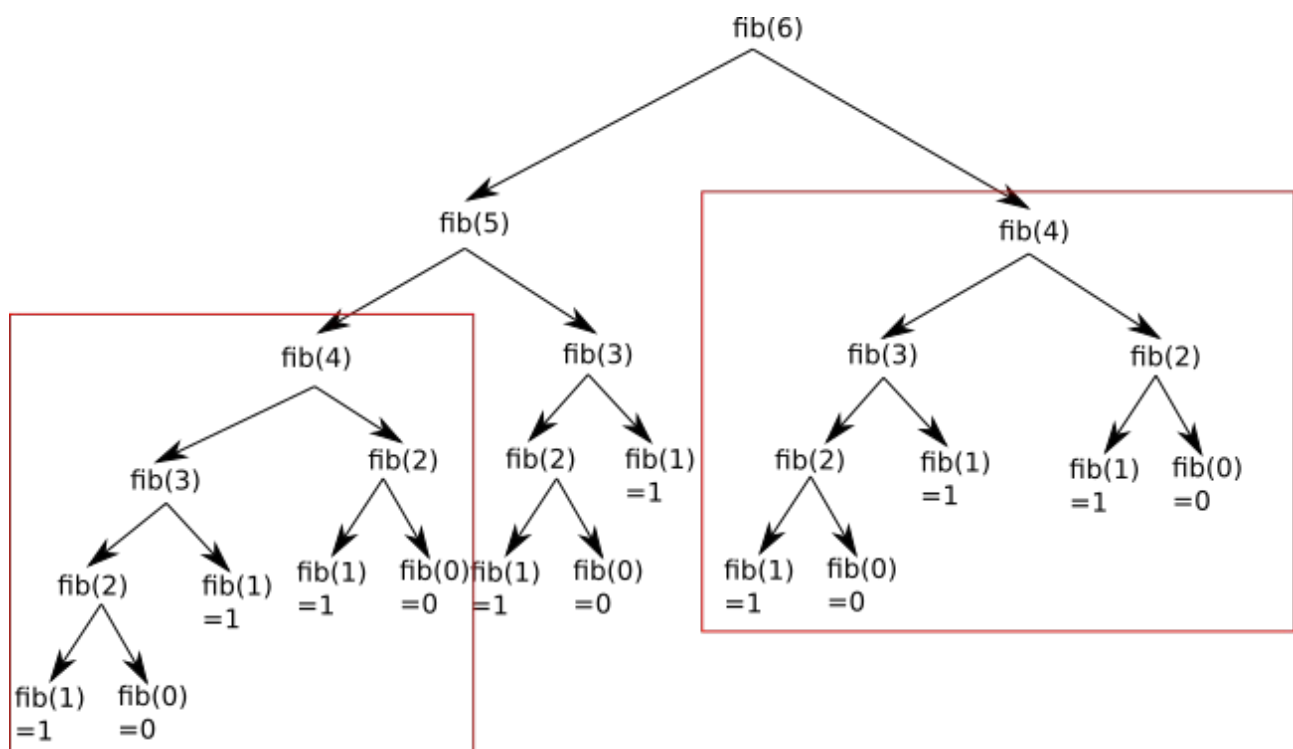 fib(6)
fib(5)
fib(4)
fib(4)
fib(3)
fib(3)
fib(2)
fib(3)
fib(2)
fib(2)
fib(1)
=1
fib(2)
fib(1)
=1
fib(1)
=1
fib(0)
=0
fib(2)
fib(1)
=1
fib(1)
=1
fib(0)
=0
fib(1)
=1
fib(0)
=0
fib(1)
=1
fib(0)
=0
fib(1)
=1
fib(0)
=0